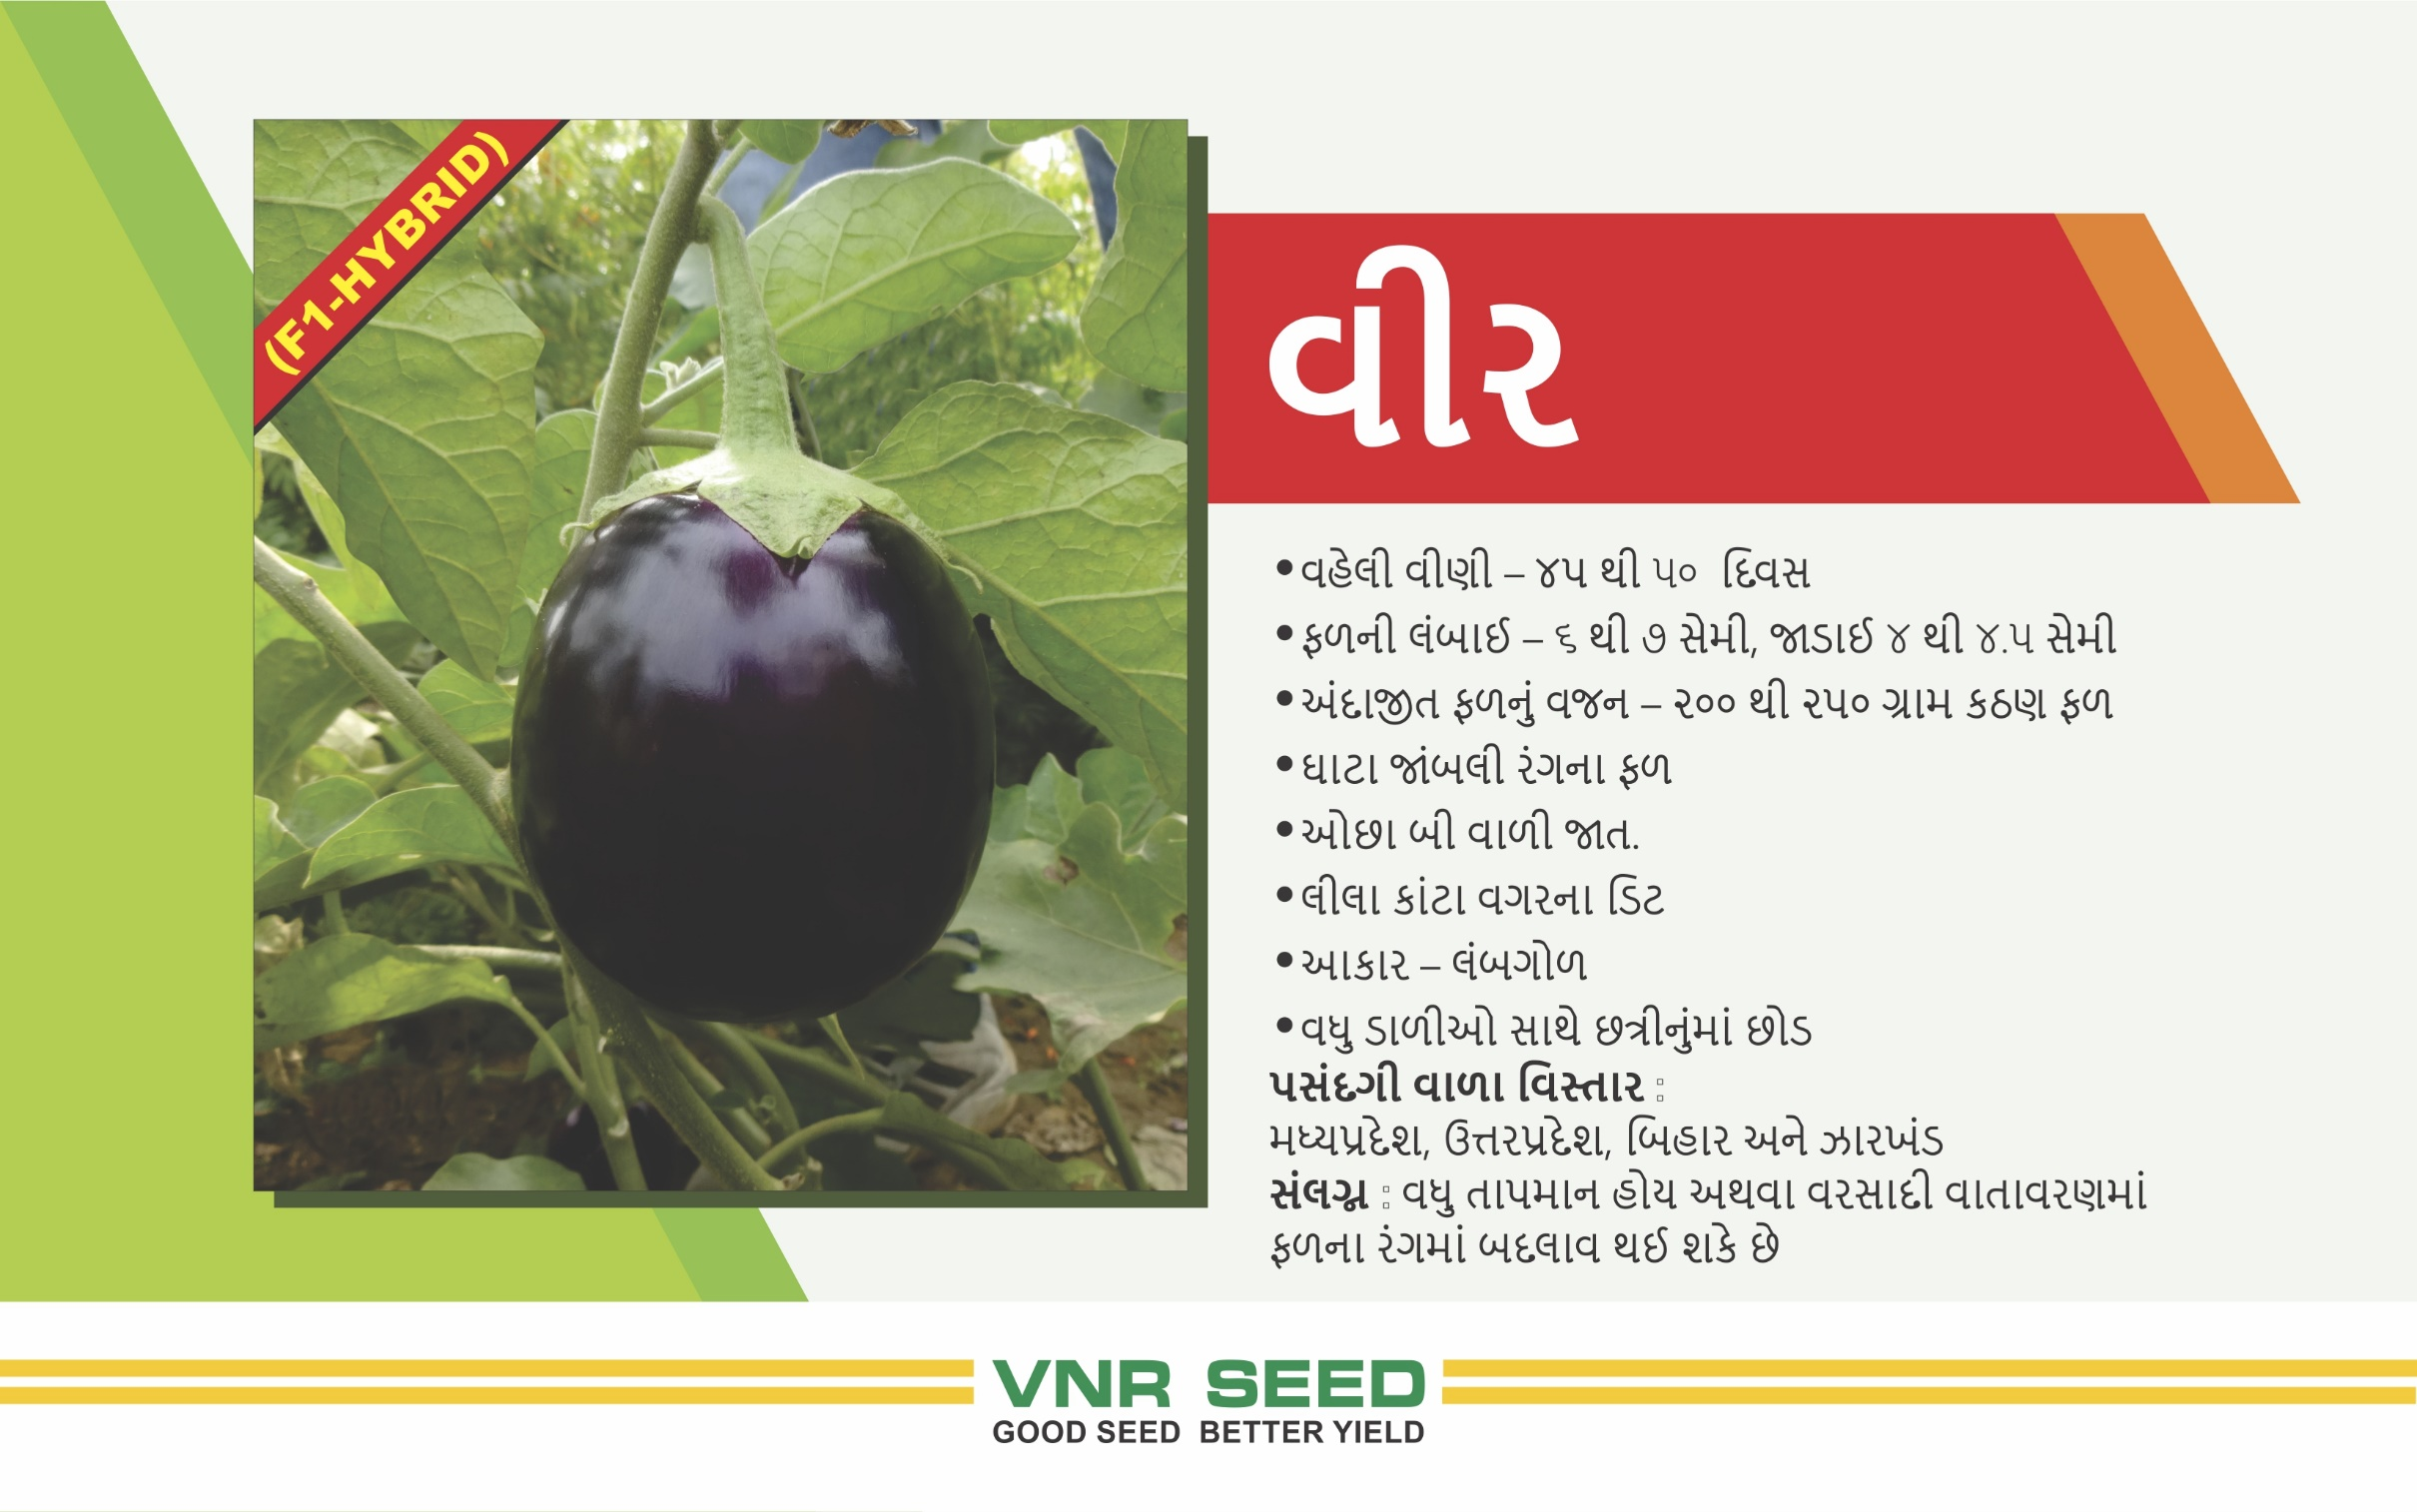 (F1-HYBRID)
વીર
•વહેલી વીણી – ૪૫ થી ૫૦ દિવસ
•ફળની લંબાઈ – ૬ થી ૭ સેમી, જાડાઈ ૪ થી ૪.૫ સેમી
•અંદાજીત ફળનું વજન – ૨૦૦ થી ૨૫૦ ગ્રામ કઠણ ફળ
•ઘાટા જાંબલી રંગના ફળ
•ઓછા બી વાળી જાત.
•લીલા કાંટા વગરના ડિટ
•આકાર – લંબગોળ
•વધુ ડાળીઓ સાથે છત્રીનુંમાં છોડ
પસંદગી વાળા વિસ્તાર :
મધ્યપ્રદેશ, ઉત્તરપ્રદેશ, બિહાર અને ઝારખંડ
સંલગ્ન : વધુ તાપમાન હોય અથવા વરસાદી વાતાવરણમાં
ફળના રંગમાં બદલાવ થઈ શકે છે
VNR SEED
GOOD SEED BETTER YIELD